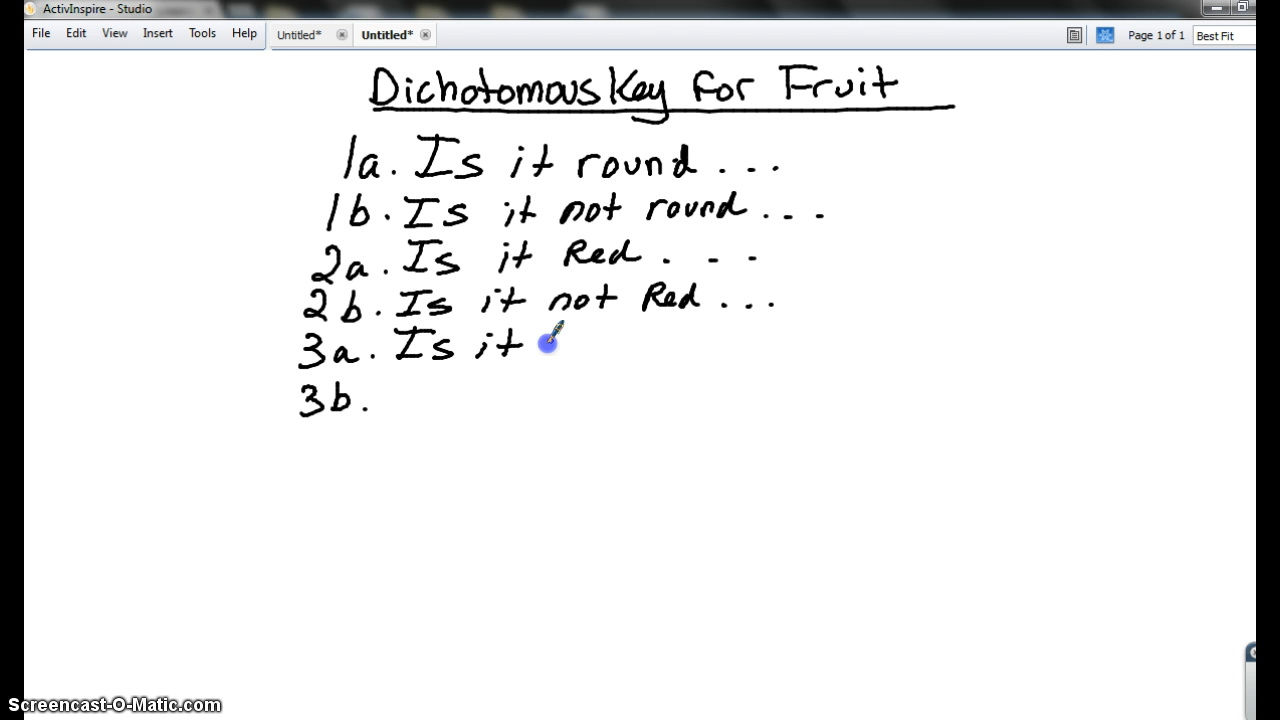 ActivInspire - Studio
File Edit View Insert Tools Help Untitled* Untitled* Page 1 of 1 Best Fit
Dichotomous Key for Fruit
1a. Is it round ...
1b. Is it not round ...
2a. Is it Red . - -
2b. Is it not Red ...
3a. Is it
3b.
Screencast-O-Matic.com